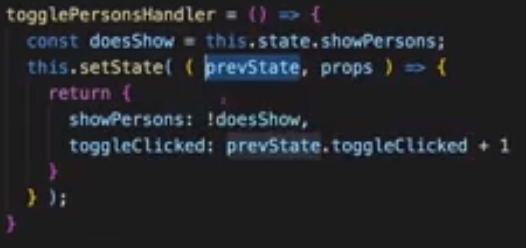 togglePersonsHandler = () => {
const doesShow = this.state.showPersons;
this.setState( ( prevState, props ) => {
return {
showPersons: !doesShow,
toggleClicked: prevState.toggleClicked + 1
}
} );
}